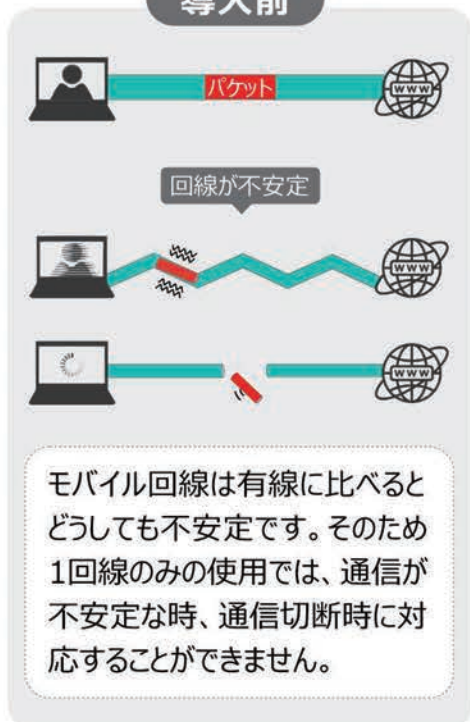 導入前
パケット
WWW
回線が不安定
WWW
WWW
モバイル回線は有線に比べると
どうしても不安定です。そのため
1回線のみの使用では、通信が
不安定な時、通信切断時に対
応することができません。